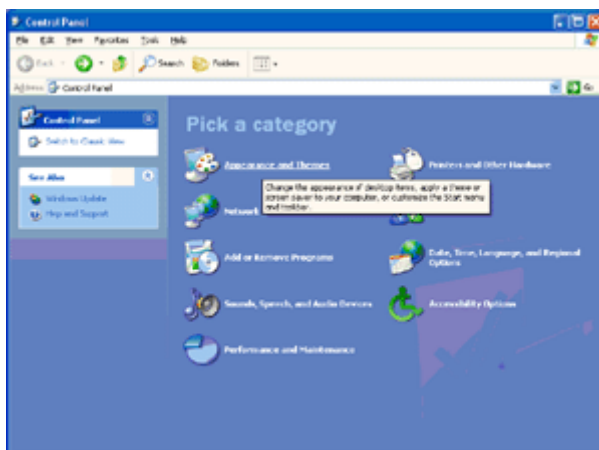 Control Panel
File Edit View Favorites Tools Help
Back Search Folders
Address Control Panel Go
Control Panel
Switch to Classic View
See Also
Windows Update
Help and Support
Pick a category
Appearance and Themes
Printers and Other Hardware
Change the appearance of desktop items, apply a theme or
screen saver to your computer, or customize the Start menu
and taskbar.
Network
Add or Remove Programs
Date, Time, Language, and Regional
Options
Sounds, Speech, and Audio Devices
Accessibility Options
Performance and Maintenance